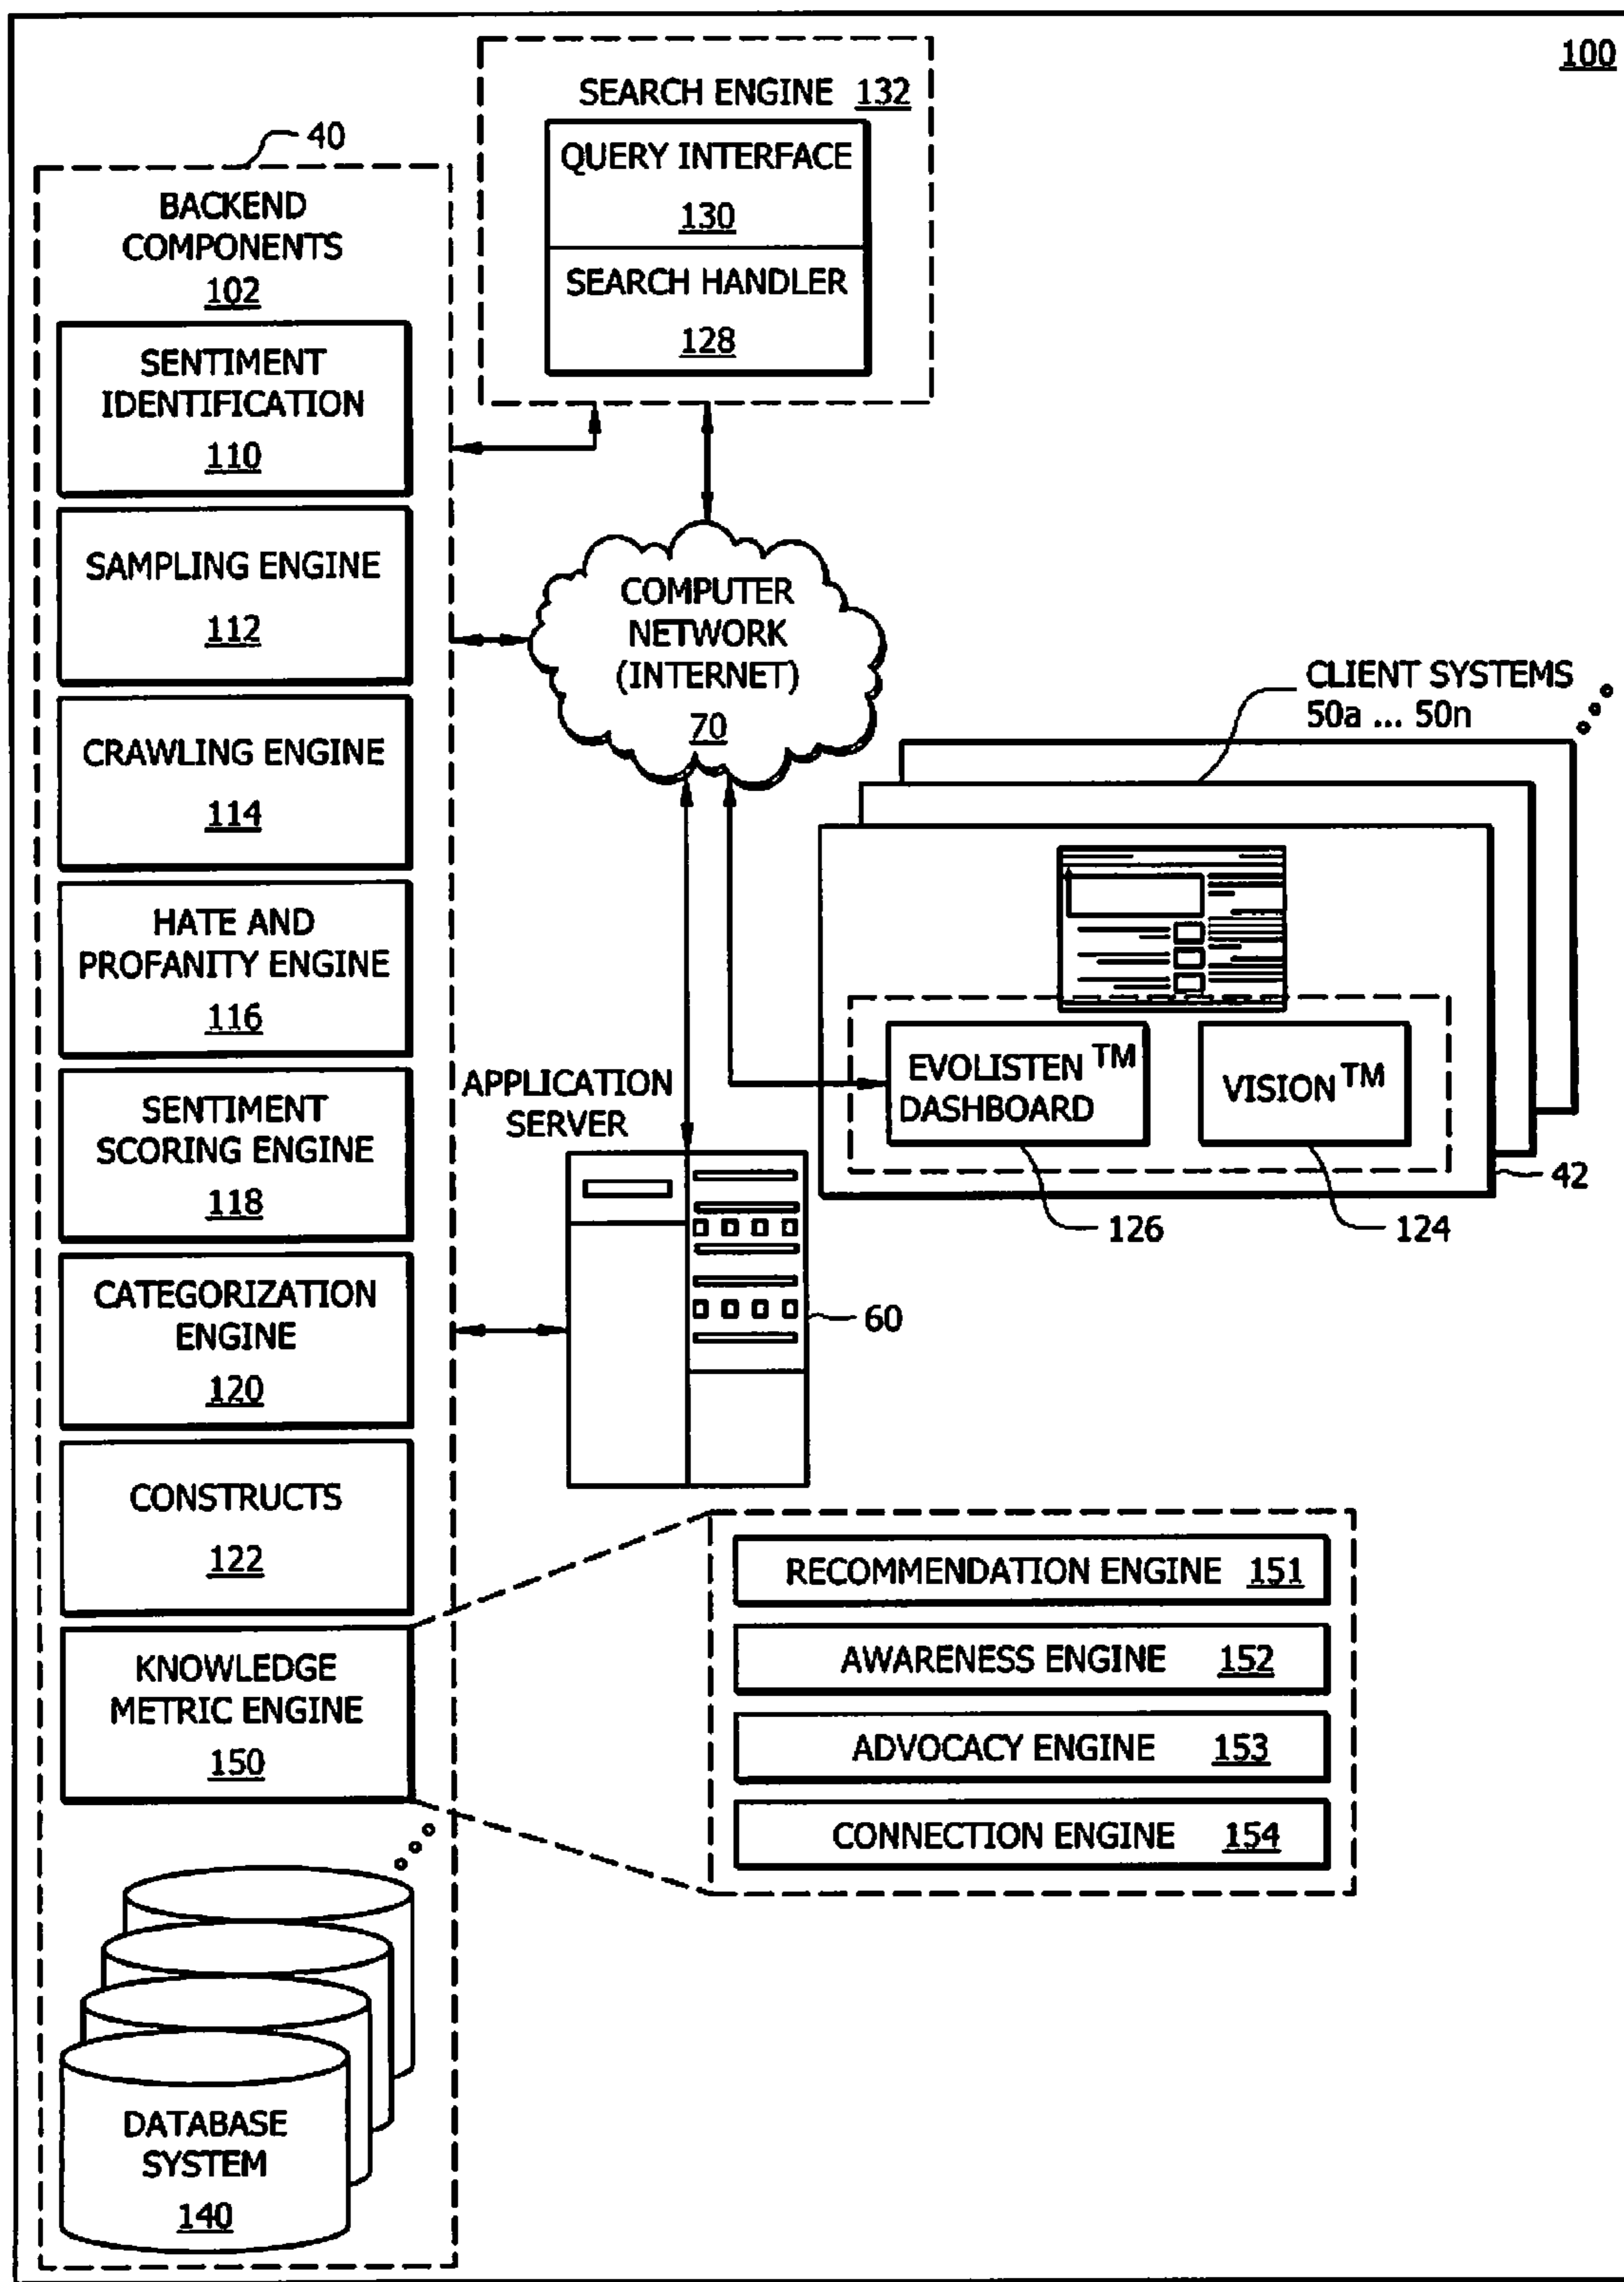 100
SEARCH ENGINE 132
QUERY INTERFACE
130
SEARCH HANDLER
128
40
BACKEND
COMPONENTS
102
SENTIMENT
IDENTIFICATION
110
SAMPLING ENGINE
112
CRAWLING ENGINE
114
HATE AND
PROFANITY ENGINE
116
SENTIMENT
SCORING ENGINE
118
CATEGORIZATION
ENGINE
120
CONSTRUCTS
122
KNOWLEDGE
METRIC ENGINE
150
DATABASE
SYSTEM
140
COMPUTER
NETWORK
(INTERNET)
70
CLIENT SYSTEMS
50a ... 50n
EVOLISTEN TM
DASHBOARD
VISION TM
42
126
124
APPLICATION
SERVER
60
RECOMMENDATION ENGINE 151
AWARENESS ENGINE 152
ADVOCACY ENGINE 153
CONNECTION ENGINE 154